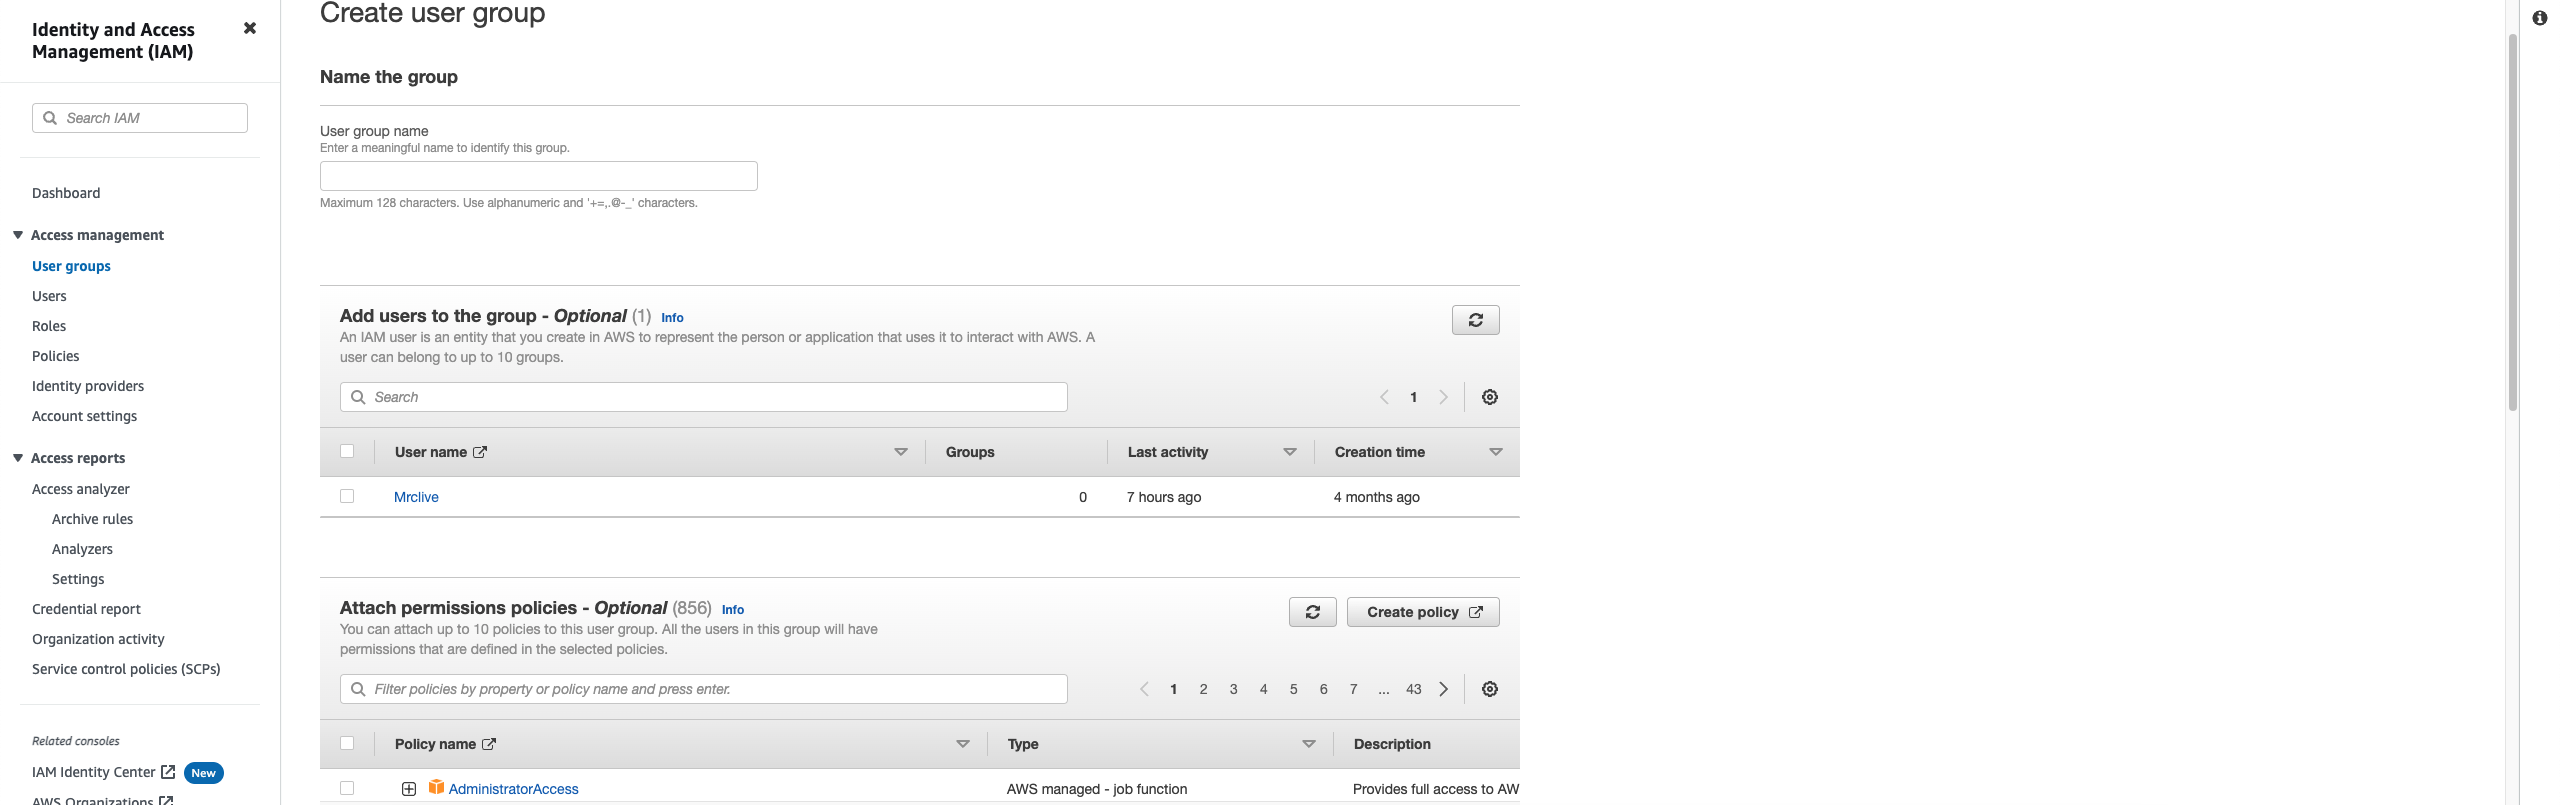 Identity and Access
Management (IAM)
Search IAM
Dashboard
Access management
User groups
Users
Roles
Policies
Identity providers
Account settings
Access reports
Access analyzer
Archive rules
Analyzers
Settings
Credential report
Organization activity
Service control policies (SCPs)
Related consoles
IAM Identity Center New
AWS Organizations
Create user group
Name the group
User group name
Enter a meaningful name to identify this group.
Maximum 128 characters. Use alphanumeric and '+=,.@-_' characters.
Add users to the group - Optional (1) Info
An IAM user is an entity that you create in AWS to represent the person or application that uses it to interact with AWS. A
user can belong to up to 10 groups.
Search
1
User name Groups Last activity Creation time
Mrclive 0 7 hours ago 4 months ago
Attach permissions policies - Optional (856) Info
Create policy
You can attach up to 10 policies to this user group. All the users in this group will have
permissions that are defined in the selected policies.
Filter policies by property or policy name and press enter.
1 2 3 4 5 6 7 ... 43
Policy name Type Description
AdministratorAccess AWS managed - job function Provides full access to AW